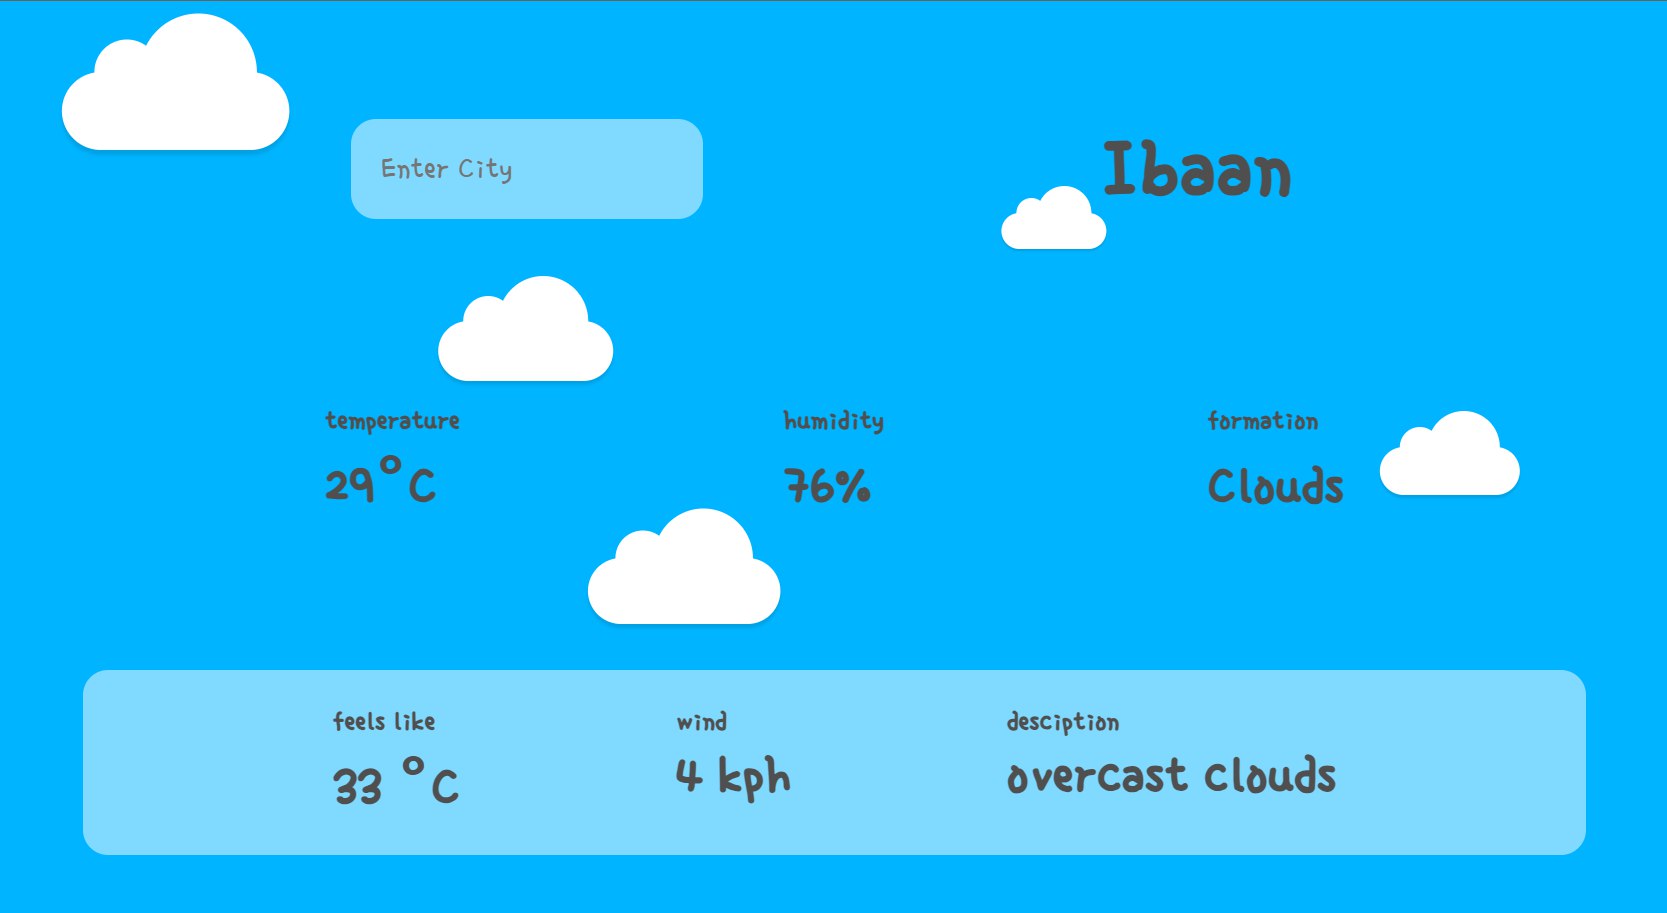 Enter City
Ibaan
temperature
humidity
formation
29°C
76%
Clouds
feels like
wind
desciption
33 °C
4 kph
overcast clouds